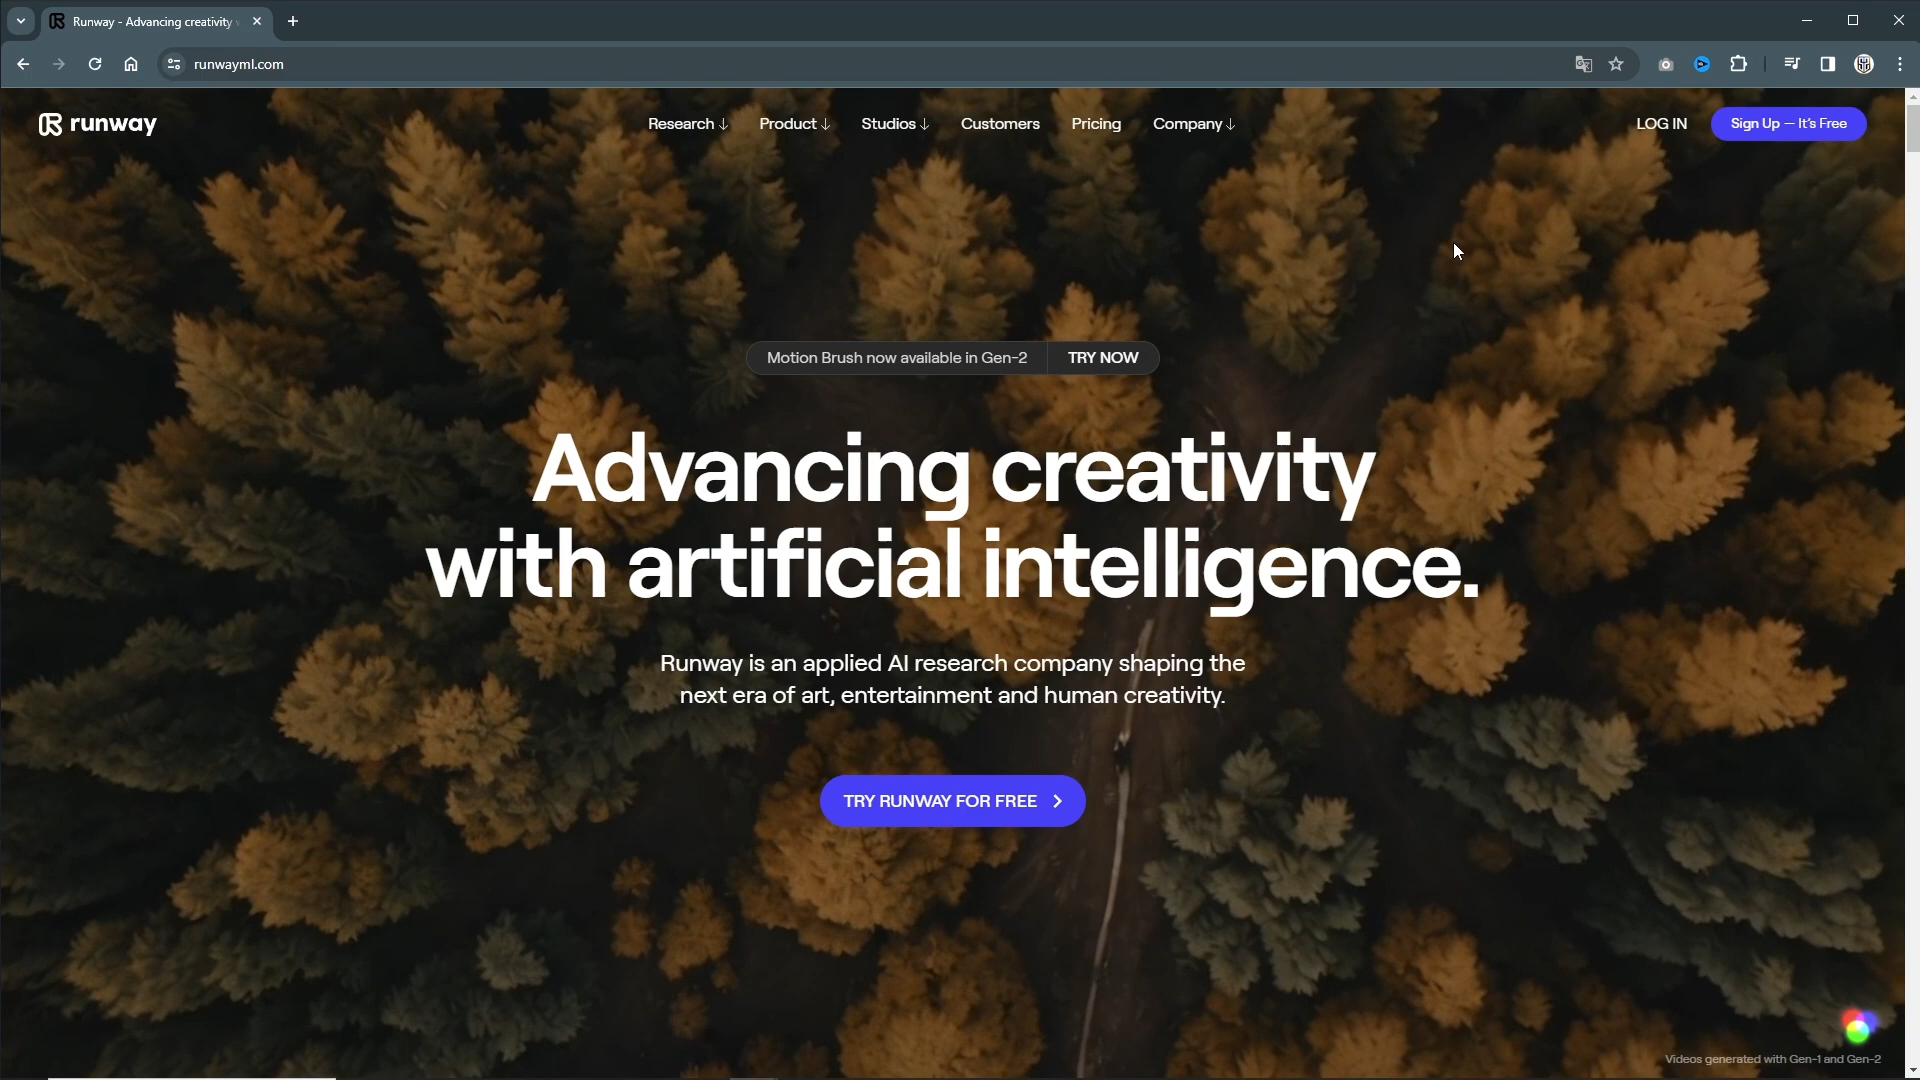 Runway - Advancing creativity
runwayml.com
runway
Research ↓ Product ↓ Studios ↓ Customers Pricing Company ↓ LOG IN Sign Up — It's Free
Motion Brush now available in Gen-2 TRY NOW
Advancing creativity
with artificial intelligence.
Runway is an applied AI research company shaping the
next era of art, entertainment and human creativity.
TRY RUNWAY FOR FREE
Videos generated with Gen-1 and Gen-2